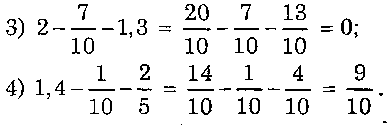 3) 2 − 7/10 − 1,3 = 20/10 − 7/10 − 13/10 = 0;
4) 1,4 − 1/10 − 2/5 = 14/10 − 1/10 − 4/10 = 9/10.